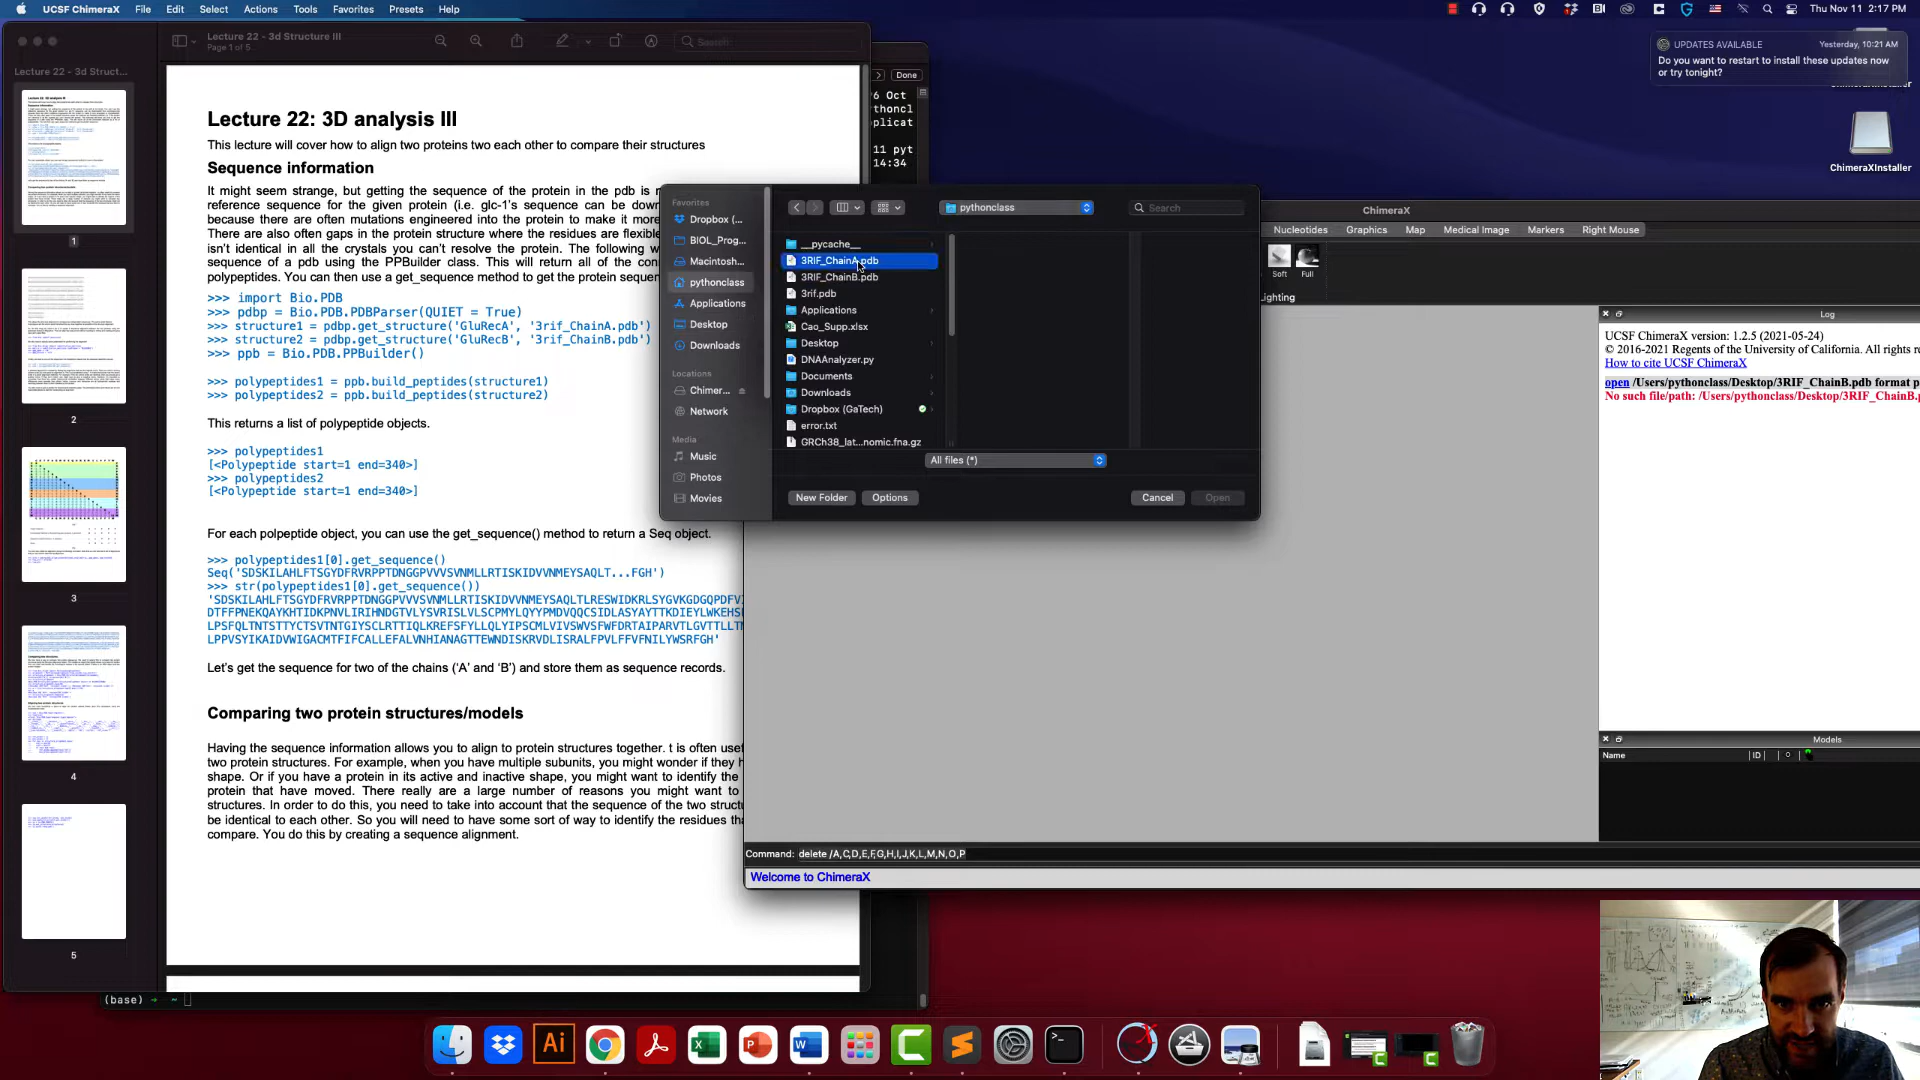 UCSF ChimeraX File Edit Select Actions Tools Favorites Presets Help
Thu Nov 11 2:17 PM
Lecture 22 - 3d Structure III
Page 1 of 5
Search
Lecture 22 - 3d Struct...
1
2
3
4
5
Lecture 22: 3D analysis III
This lecture will cover how to align two proteins two each other to compare their structures
Sequence information
It might seem strange, but getting the sequence of the protein in the pdb is
reference sequence for the given protein (i.e. glc-1's sequence can be down
because there are often mutations engineered into the protein to make it more
There are also often gaps in the protein structure where the residues are flexible
isn't identical in all the crystals you can't resolve the protein. The following
sequence of a pdb using the PPBuilder class. This will return all of the con
polypeptides. You can then use a get_sequence method to get the protein sequen
>>> import Bio.PDB
>>> pdbp = Bio.PDB.PDBParser(QUIET = True)
>>> structure1 = pdbp.get_structure('GluRecA', '3rif_ChainA.pdb')
>>> structure2 = pdbp.get_structure('GluRecB', '3rif_ChainB.pdb')
>>> ppb = Bio.PDB.PPBuilder()
>>> polypeptides1 = ppb.build_peptides(structure1)
>>> polypeptides2 = ppb.build_peptides(structure2)
This returns a list of polypeptide objects.
>>> polypeptides1
[<Polypeptide start=1 end=340>]
>>> polypeptides2
[<Polypeptide start=1 end=340>]
For each polpeptide object, you can use the get_sequence() method to return a Seq object.
>>> polypeptides1[0].get_sequence()
Seq('SDSKILAHLFTSGYDFRVRPPTDNGGPVVVSVNMLLRTISKIDVVNMEYSAQLT...FGH')
>>> str(polypeptides1[0].get_sequence())
'SDSKILAHLFTSGYDFRVRPPTDNGGPVVVSVNMLLRTISKIDVVNMEYSAQLTLRESWIDKRLSYGVKGDGQPDFV
DTFFPNEKQAYKHTIDKPNVLIRIHNDGTVLYSVRISLVLSCPMYLQYYPMDVQQCSIDLASYAYTTKDIEYLWKEHS
LPSFQLTNTSTTYCTSVTNTGIYSCLRTTIQLKREFSFYLLQLYIPSCMLVIVSWVSFWFDRTAIPARVTLGVTTLLT
LPPVSYIKAIDVWIGACMTFIFCALLEFALVNHIANAGTTEWNDISKRVDLISRALFPVLFFVFNILYWSRFGH'
Let's get the sequence for two of the chains ('A' and 'B') and store them as sequence records.
Comparing two protein structures/models
Having the sequence information allows you to align to protein structures together. t is often usef
two protein structures. For example, when you have multiple subunits, you might wonder if they h
shape. Or if you have a protein in its active and inactive shape, you might want to identify the
protein that have moved. There really are a large number of reasons you might want to
structures. In order to do this, you need to take into account that the sequence of the two struct
be identical to each other. So you will need to have some sort of way to identify the residues tha
compare. You do this by creating a sequence alignment.
(base) → ~
Done
6 Oct
thoncl
plicat
11 pyt
14:34
Favorites
Dropbox (...
BIOL_Prog...
Macintosh...
pythonclass
Applications
Desktop
Downloads
Locations
Chimer...
Network
Media
Music
Photos
Movies
pythonclass
Search
__pycache__
3RIF_ChainA.pdb
3RIF_ChainB.pdb
3rif.pdb
Applications
Cao_Supp.xlsx
Desktop
DNAAnalyzer.py
Documents
Downloads
Dropbox (GaTech)
error.txt
GRCh38_lat...nomic.fna.gz
All files (*)
New Folder Options Cancel Open
ChimeraX
Nucleotides Graphics Map Medical Image Markers Right Mouse
Soft Full
Lighting
Log
UCSF ChimeraX version: 1.2.5 (2021-05-24)
© 2016-2021 Regents of the University of California. All rights r
How to cite UCSF ChimeraX
open /Users/pythonclass/Desktop/3RIF_ChainB.pdb format p
No such file/path: /Users/pythonclass/Desktop/3RIF_ChainB.p
Models
Name ID
Command: delete /A,C,D,E,F,G,H,I,J,K,L,M,N,O,P
Welcome to ChimeraX
UPDATES AVAILABLE Yesterday, 10:21 AM
Do you want to restart to install these updates now
or try tonight?
ChimeraXInstaller